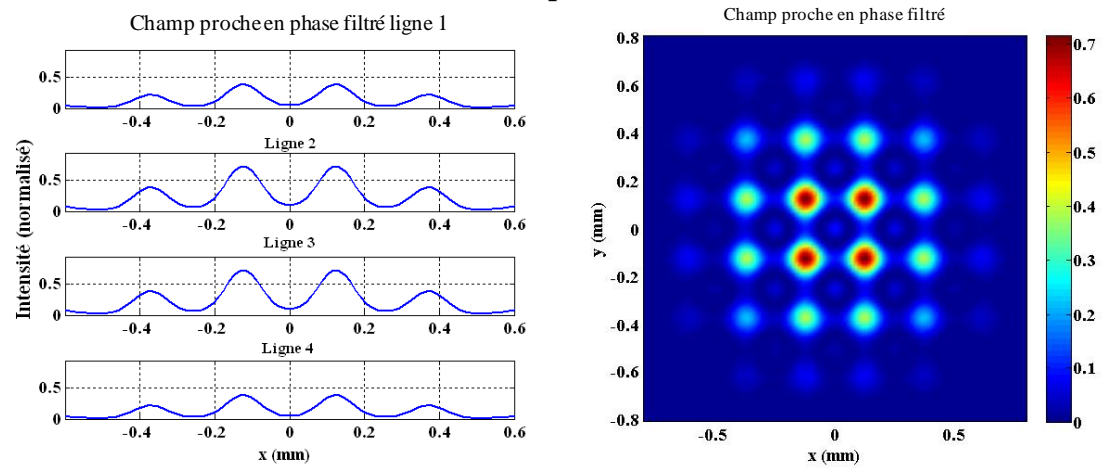 Champ proche en phase filtré ligne 1
0.5
0
-0.4 -0.2 0 0.2 0.4 0.6
Ligne 2
0.5
0
-0.4 -0.2 0 0.2 0.4 0.6
Ligne 3
0.5
0
-0.4 -0.2 0 0.2 0.4 0.6
Ligne 4
0.5
0
-0.4 -0.2 0 0.2 0.4 0.6
x (mm)
Intensité (normalisé)
Champ proche en phase filtré
0.8
0.6
0.4
0.2
0
-0.2
-0.4
-0.6
-0.8
y (mm)
-0.5 0 0.5
x (mm)
0.7
0.6
0.5
0.4
0.3
0.2
0.1
0